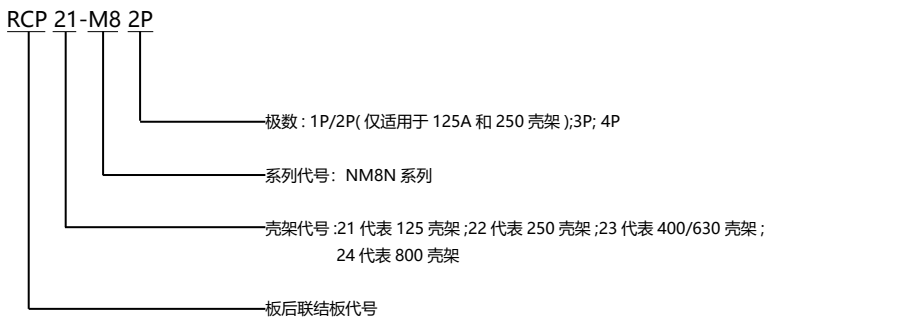 RCP 21-M8 2P
极数 : 1P/2P( 仅适用于 125A 和 250 壳架 );3P; 4P
系列代号：NM8N 系列
壳架代号 :21 代表 125 壳架 ;22 代表 250 壳架 ;23 代表 400/630 壳架 ;
24 代表 800 壳架
板后联结板代号